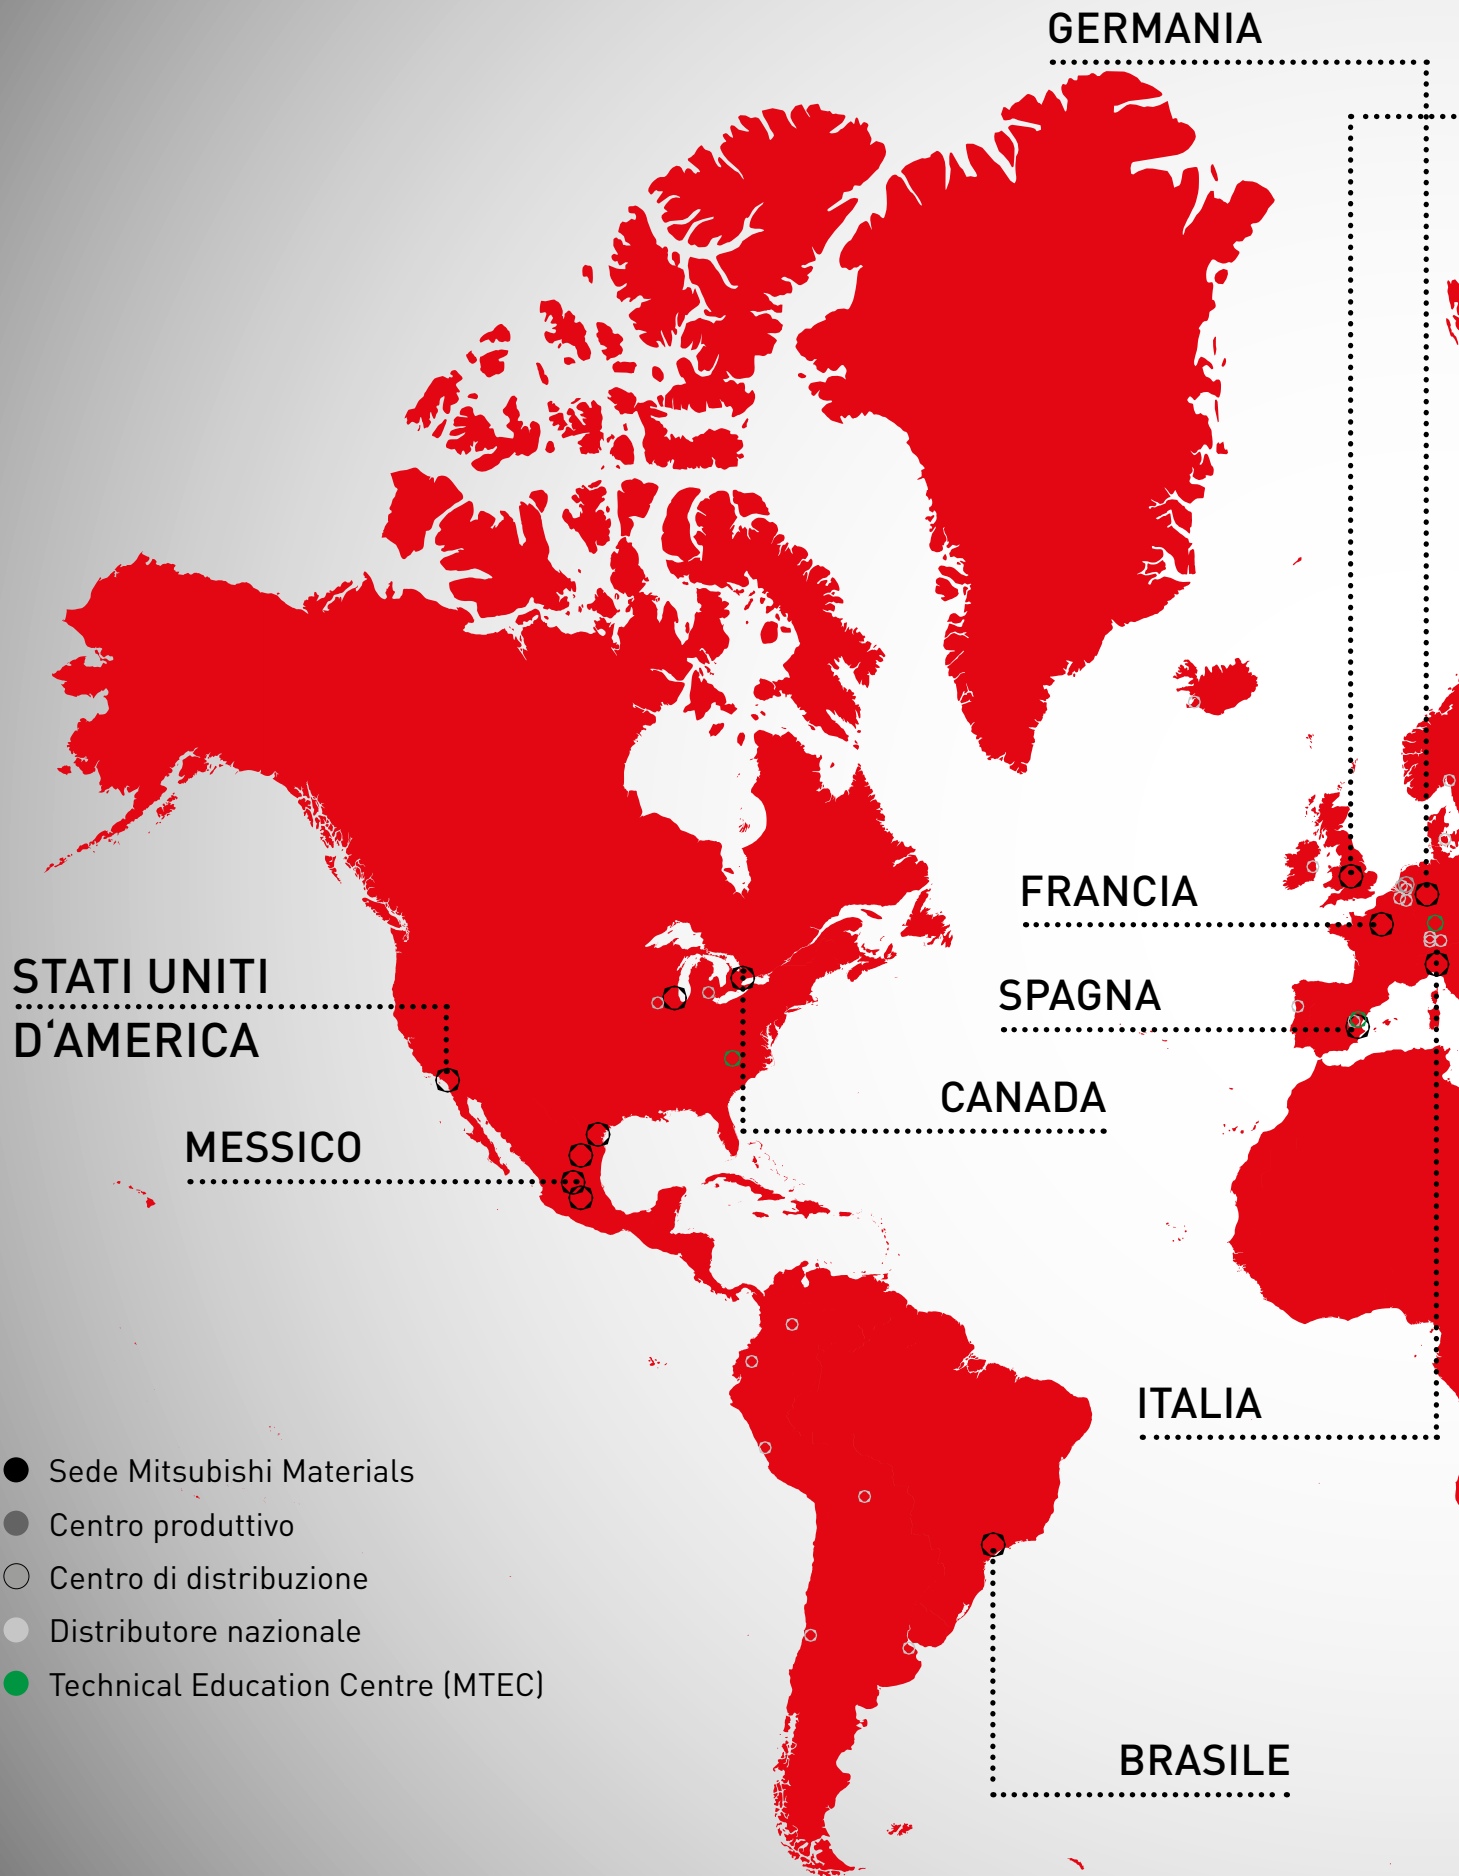 GERMANIA
FRANCIA
STATI UNITI
D‘AMERICA
SPAGNA
CANADA
MESSICO
ITALIA
Sede Mitsubishi Materials
Centro produttivo
Centro di distribuzione
Distributore nazionale
Technical Education Centre (MTEC)
BRASILE